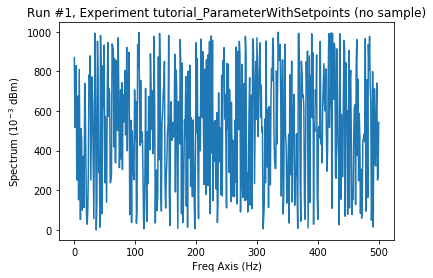 Run #1, Experiment tutorial_ParameterWithSetpoints (no sample)
1000
800
600
400
200
0
Spectrum (10⁻³ dBm)
0 100 200 300 400 500
Freq Axis (Hz)